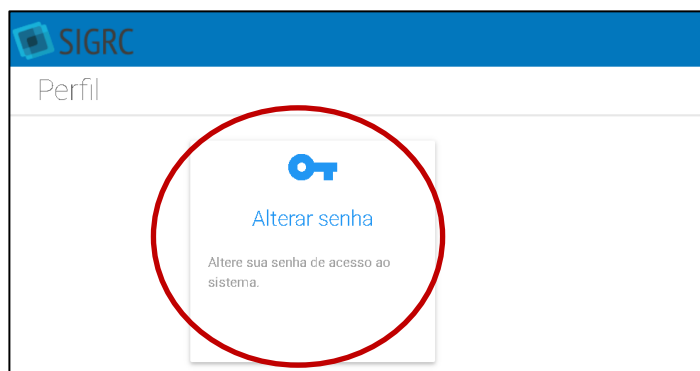 SIGRC
Perfil
Alterar senha
Altere sua senha de acesso ao
sistema.